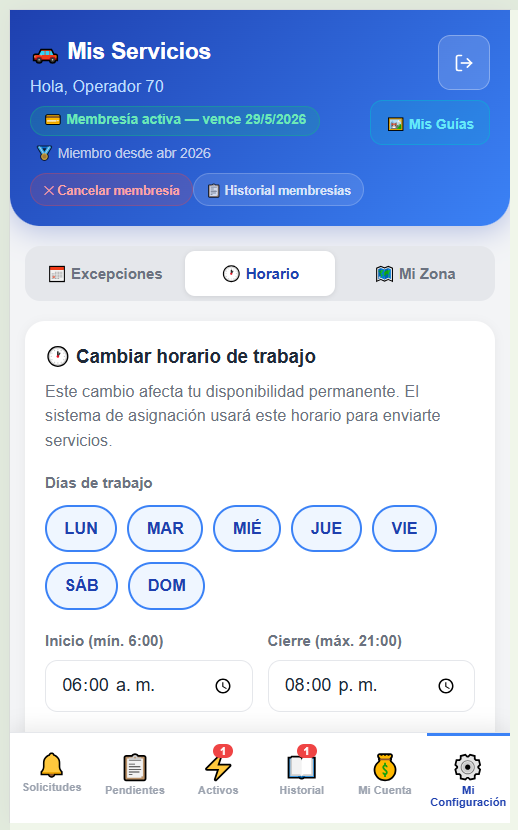 Mis Servicios
Hola, Operador 70
Membresía activa — vence 29/5/2026
Mis Guías
Miembro desde abr 2026
Cancelar membresía
Historial membresías
Excepciones
Horario
Mi Zona
Cambiar horario de trabajo
Este cambio afecta tu disponibilidad permanente. El
sistema de asignación usará este horario para enviarte
servicios.
Días de trabajo
LUN
MAR
MIÉ
JUE
VIE
SÁB
DOM
Inicio (mín. 6:00)
Cierre (máx. 21:00)
06:00 a. m.
08:00 p. m.
Solicitudes
Pendientes
1
Activos
1
Historial
Mi Cuenta
Mi
Configuración